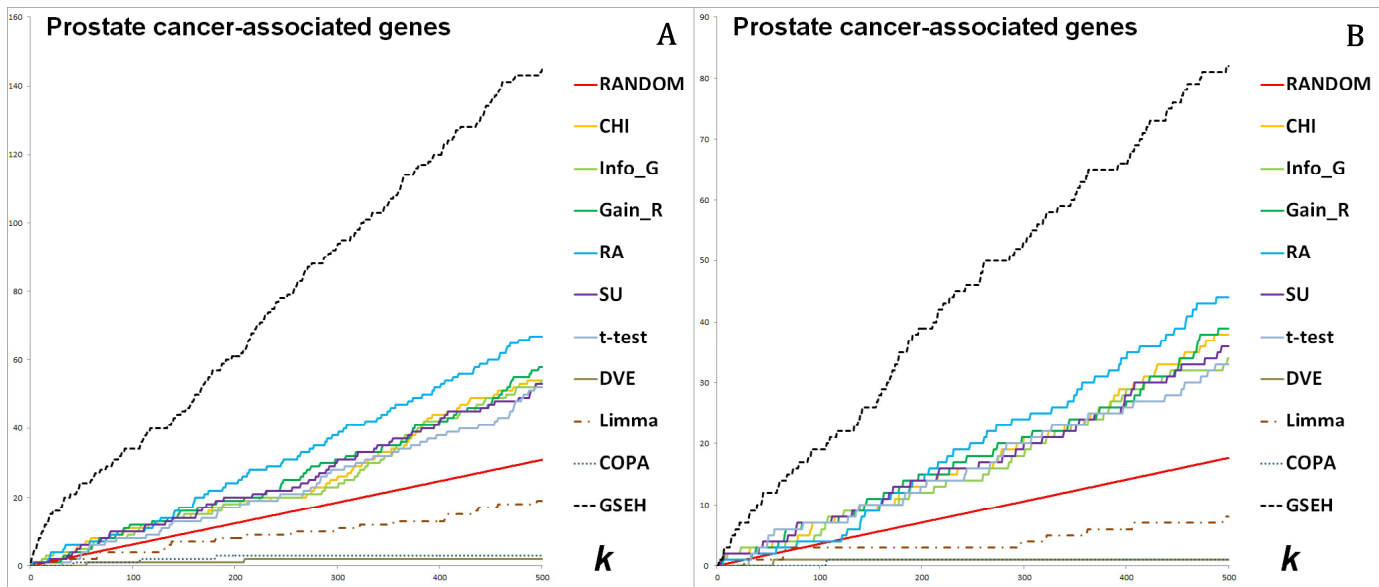 Prostate cancer-associated genes
A
160
140
120
100
80
60
40
20
0
0
100
200
300
400
500
k
RANDOM
CHI
Info_G
Gain_R
RA
SU
t-test
DVE
Limma
COPA
GSEH
Prostate cancer-associated genes
B
90
80
70
60
50
40
30
20
10
0
0
100
200
300
400
500
k
RANDOM
CHI
Info_G
Gain_R
RA
SU
t-test
DVE
Limma
COPA
GSEH